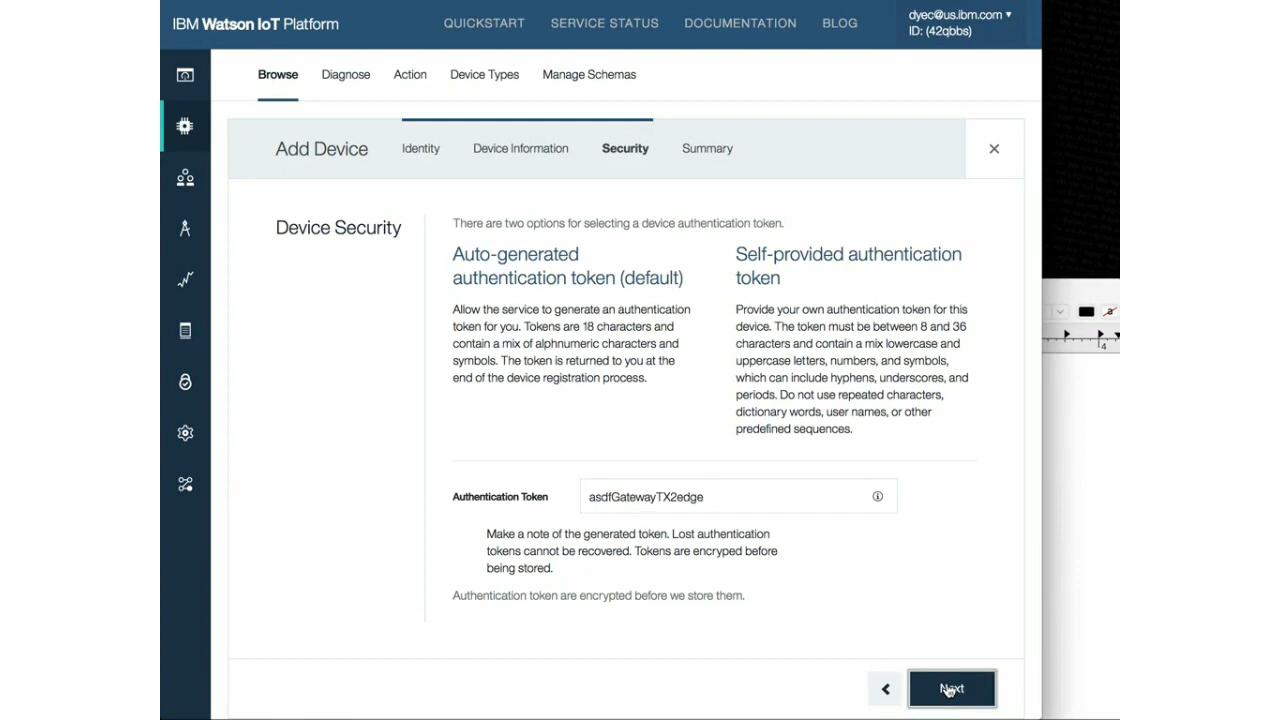 IBM Watson IoT Platform
QUICKSTART
SERVICE STATUS
DOCUMENTATION
BLOG
dyec@us.ibm.com
ID: (42qbbs)
Browse
Diagnose
Action
Device Types
Manage Schemas
Add Device
Identity
Device Information
Security
Summary
Device Security
There are two options for selecting a device authentication token.
Auto-generated
authentication token (default)
Allow the service to generate an authentication
token for you. Tokens are 18 characters and
contain a mix of alphnumeric characters and
symbols. The token is returned to you at the
end of the device registration process.
Self-provided authentication
token
Provide your own authentication token for this
device. The token must be between 8 and 36
characters and contain a mix lowercase and
uppercase letters, numbers, and symbols,
which can include hyphens, underscores, and
periods. Do not use repeated characters,
dictionary words, user names, or other
predefined sequences.
Authentication Token
asdfGatewayTX2edge
Make a note of the generated token. Lost authentication
tokens cannot be recovered. Tokens are encryped before
being stored.
Authentication token are encrypted before we store them.
Next
a
4